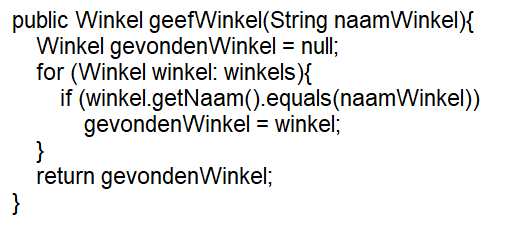 public Winkel geefWinkel(String naamWinkel){
    Winkel gevondenWinkel = null;
    for (Winkel winkel: winkels){
        if (winkel.getNaam().equals(naamWinkel))
            gevondenWinkel = winkel;
    }
    return gevondenWinkel;
}